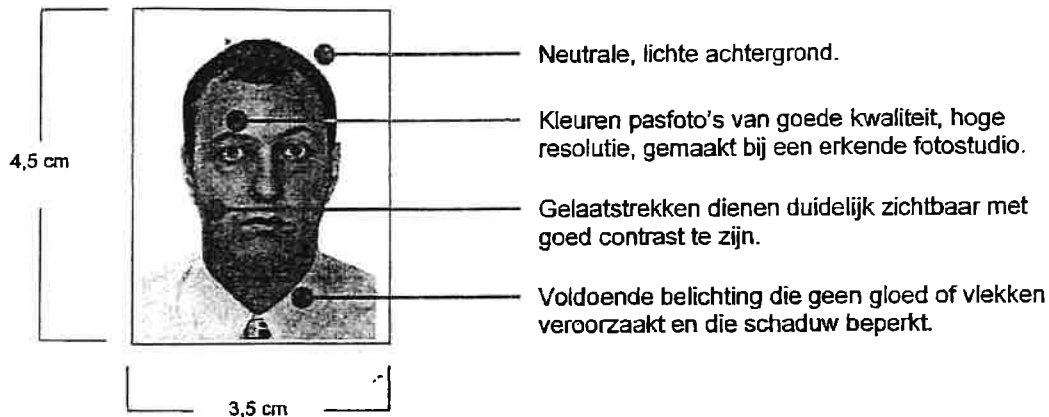 Neutrale, lichte achtergrond.
Kleuren pasfoto's van goede kwaliteit, hoge
resolutie, gemaakt bij een erkende fotostudio.
4,5 cm
Gelaatstrekken dienen duidelijk zichtbaar met
goed contrast te zijn.
Voldoende belichting die geen gloed of vlekken
veroorzaakt en die schaduw beperkt.
3,5 cm